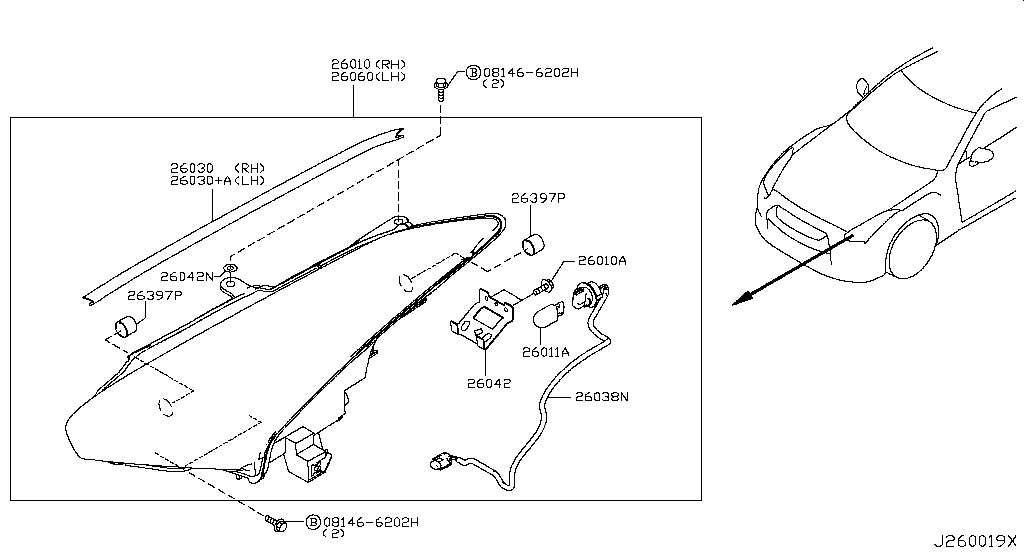 26010 (RH)
26060(LH)
B 08146-6202H
(2)
26030 (RH)
26030+A(LH)
26397P
26042N
26010A
26397P
26011A
26042
26038N
B 08146-6202H
(2)
J260019X